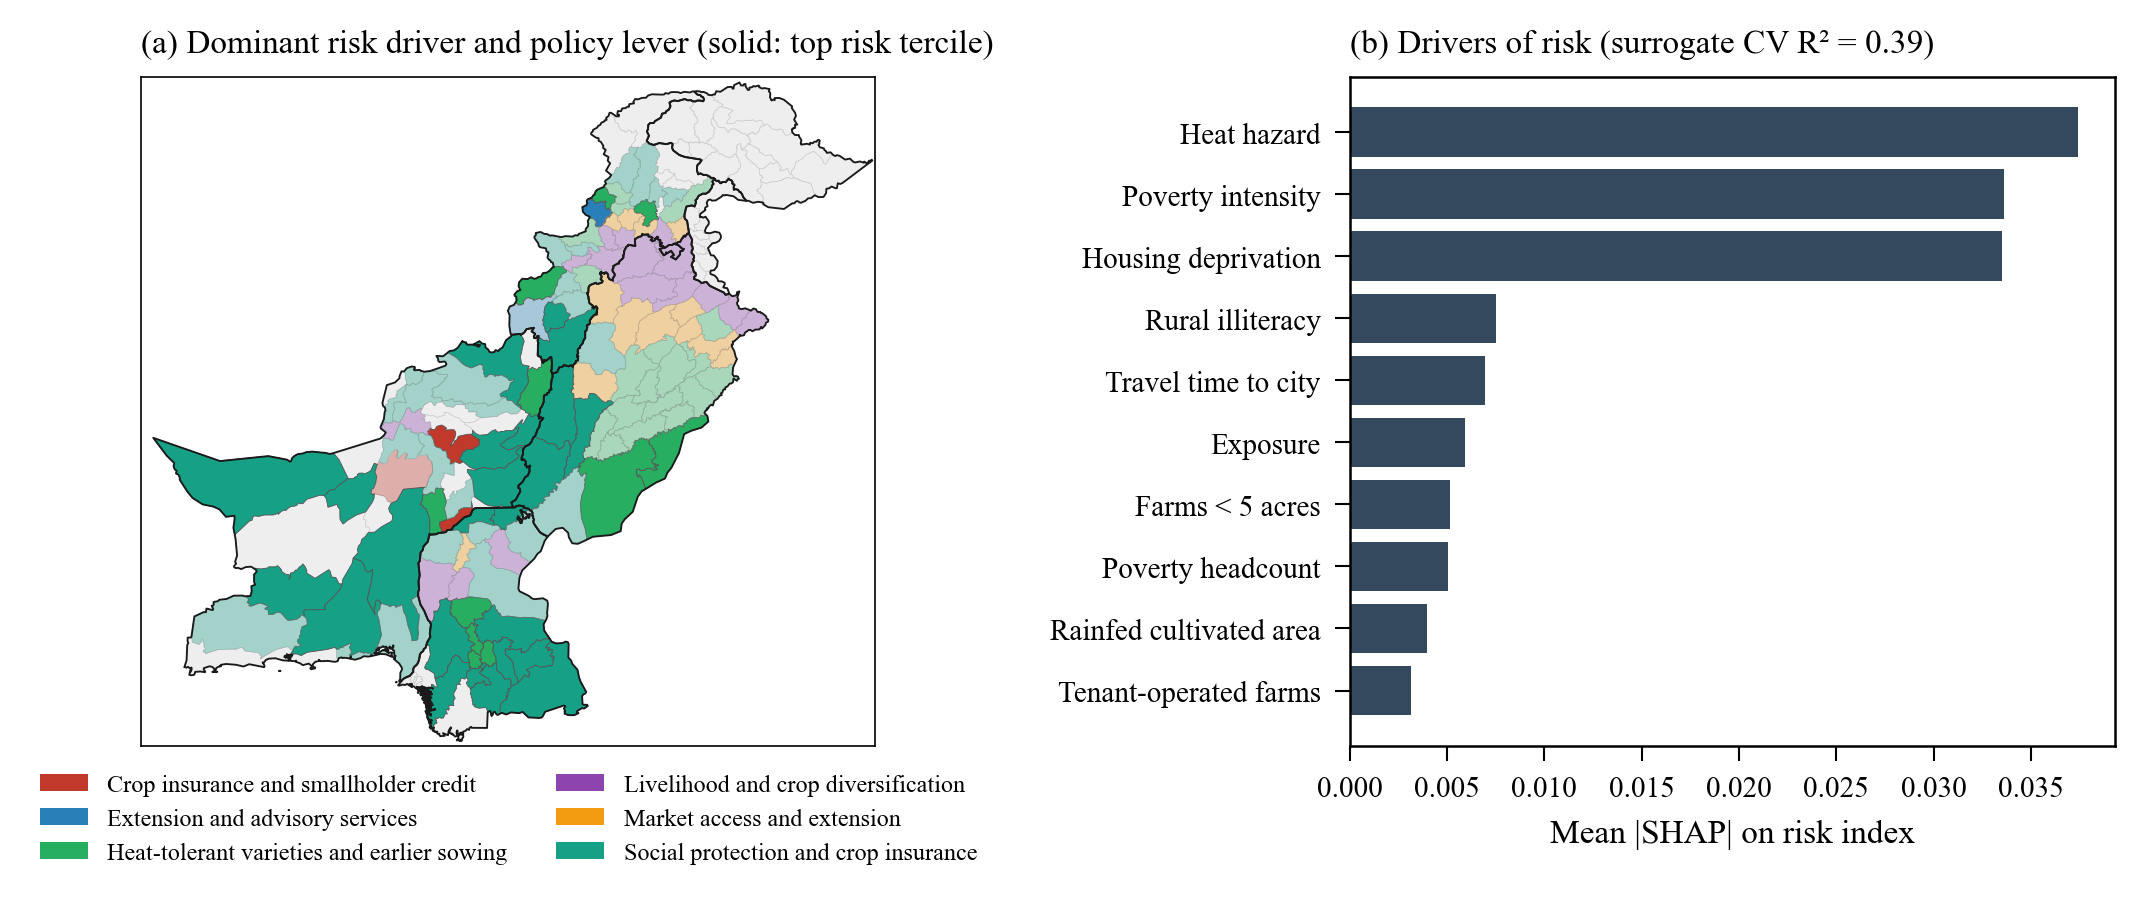 (a) Dominant risk driver and policy lever (solid: top risk tercile)
Crop insurance and smallholder credit
Extension and advisory services
Heat-tolerant varieties and earlier sowing
Livelihood and crop diversification
Market access and extension
Social protection and crop insurance
(b) Drivers of risk (surrogate CV R² = 0.39)
Heat hazard
Poverty intensity
Housing deprivation
Rural illiteracy
Travel time to city
Exposure
Farms < 5 acres
Poverty headcount
Rainfed cultivated area
Tenant-operated farms
0.000 0.005 0.010 0.015 0.020 0.025 0.030 0.035
Mean |SHAP| on risk index